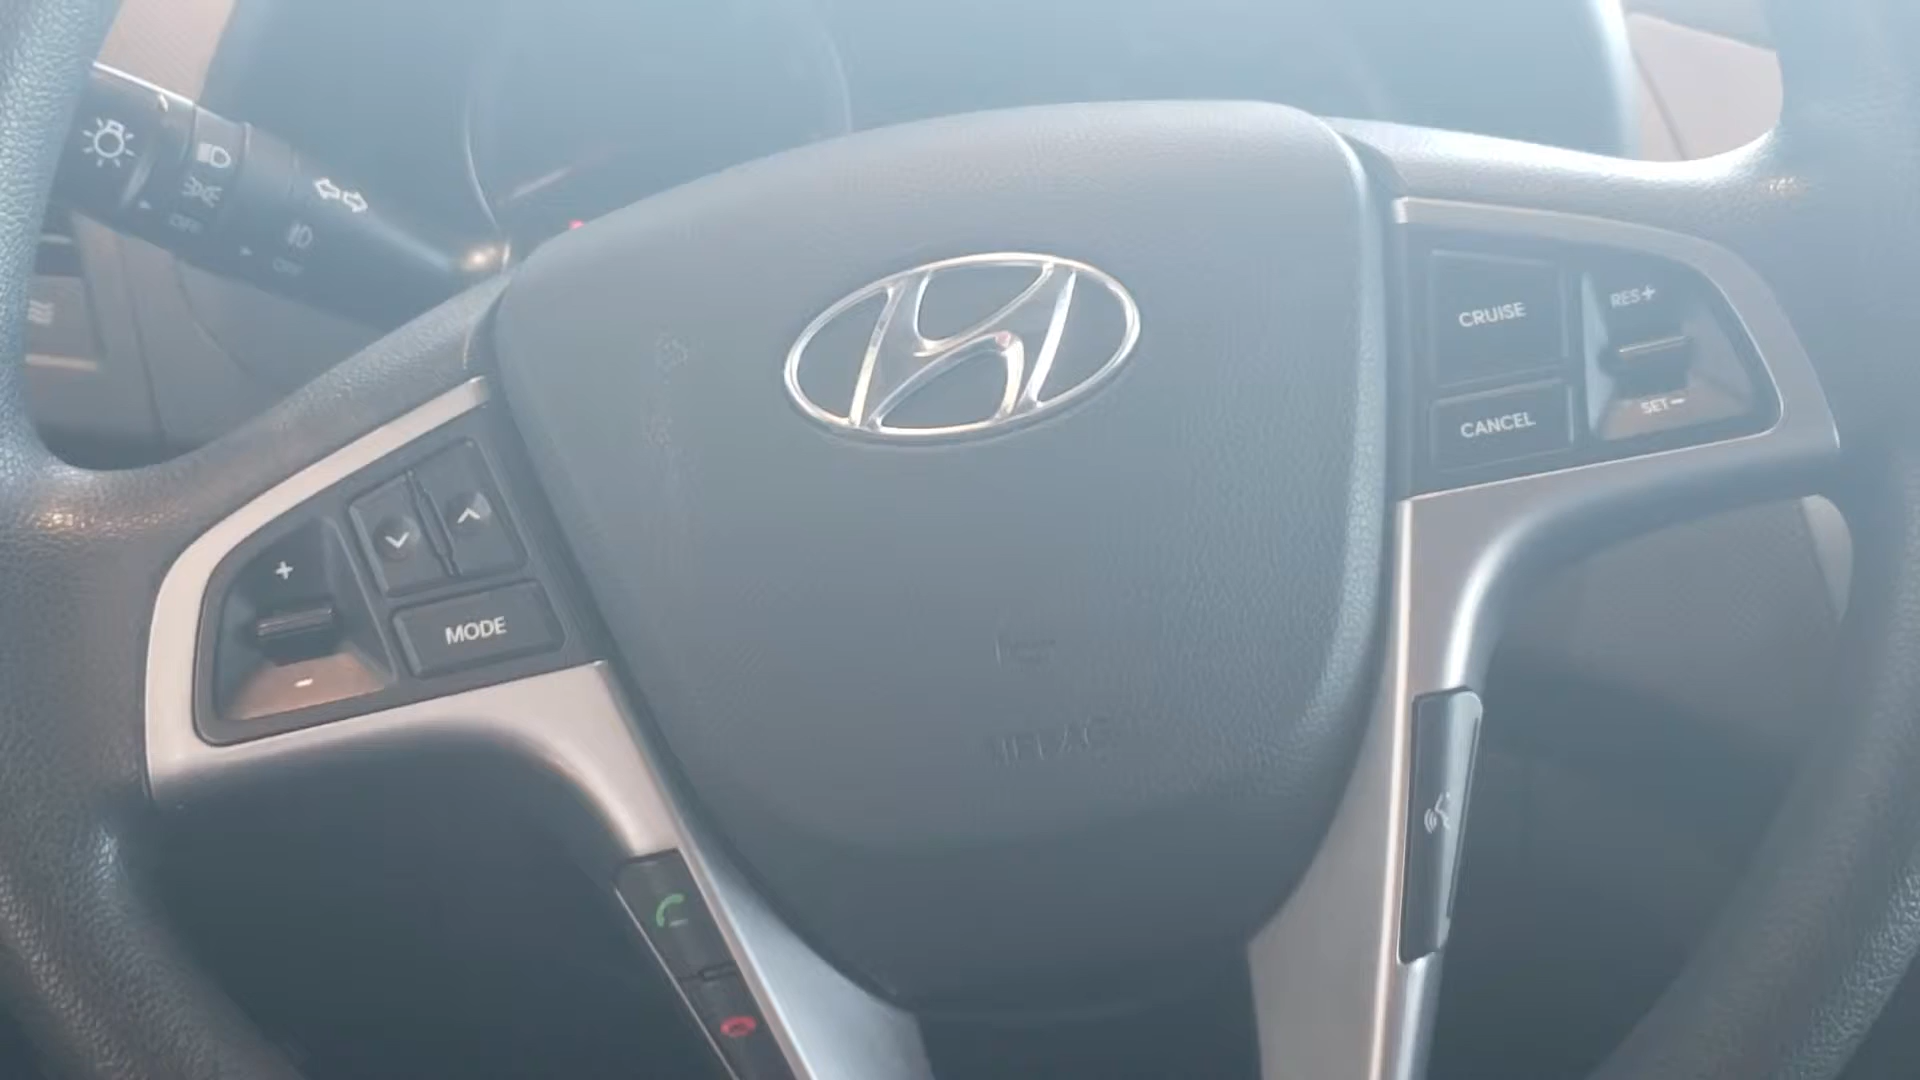 OFF
OFF
CRUISE
RES+
CANCEL
SET-
+
MODE
-